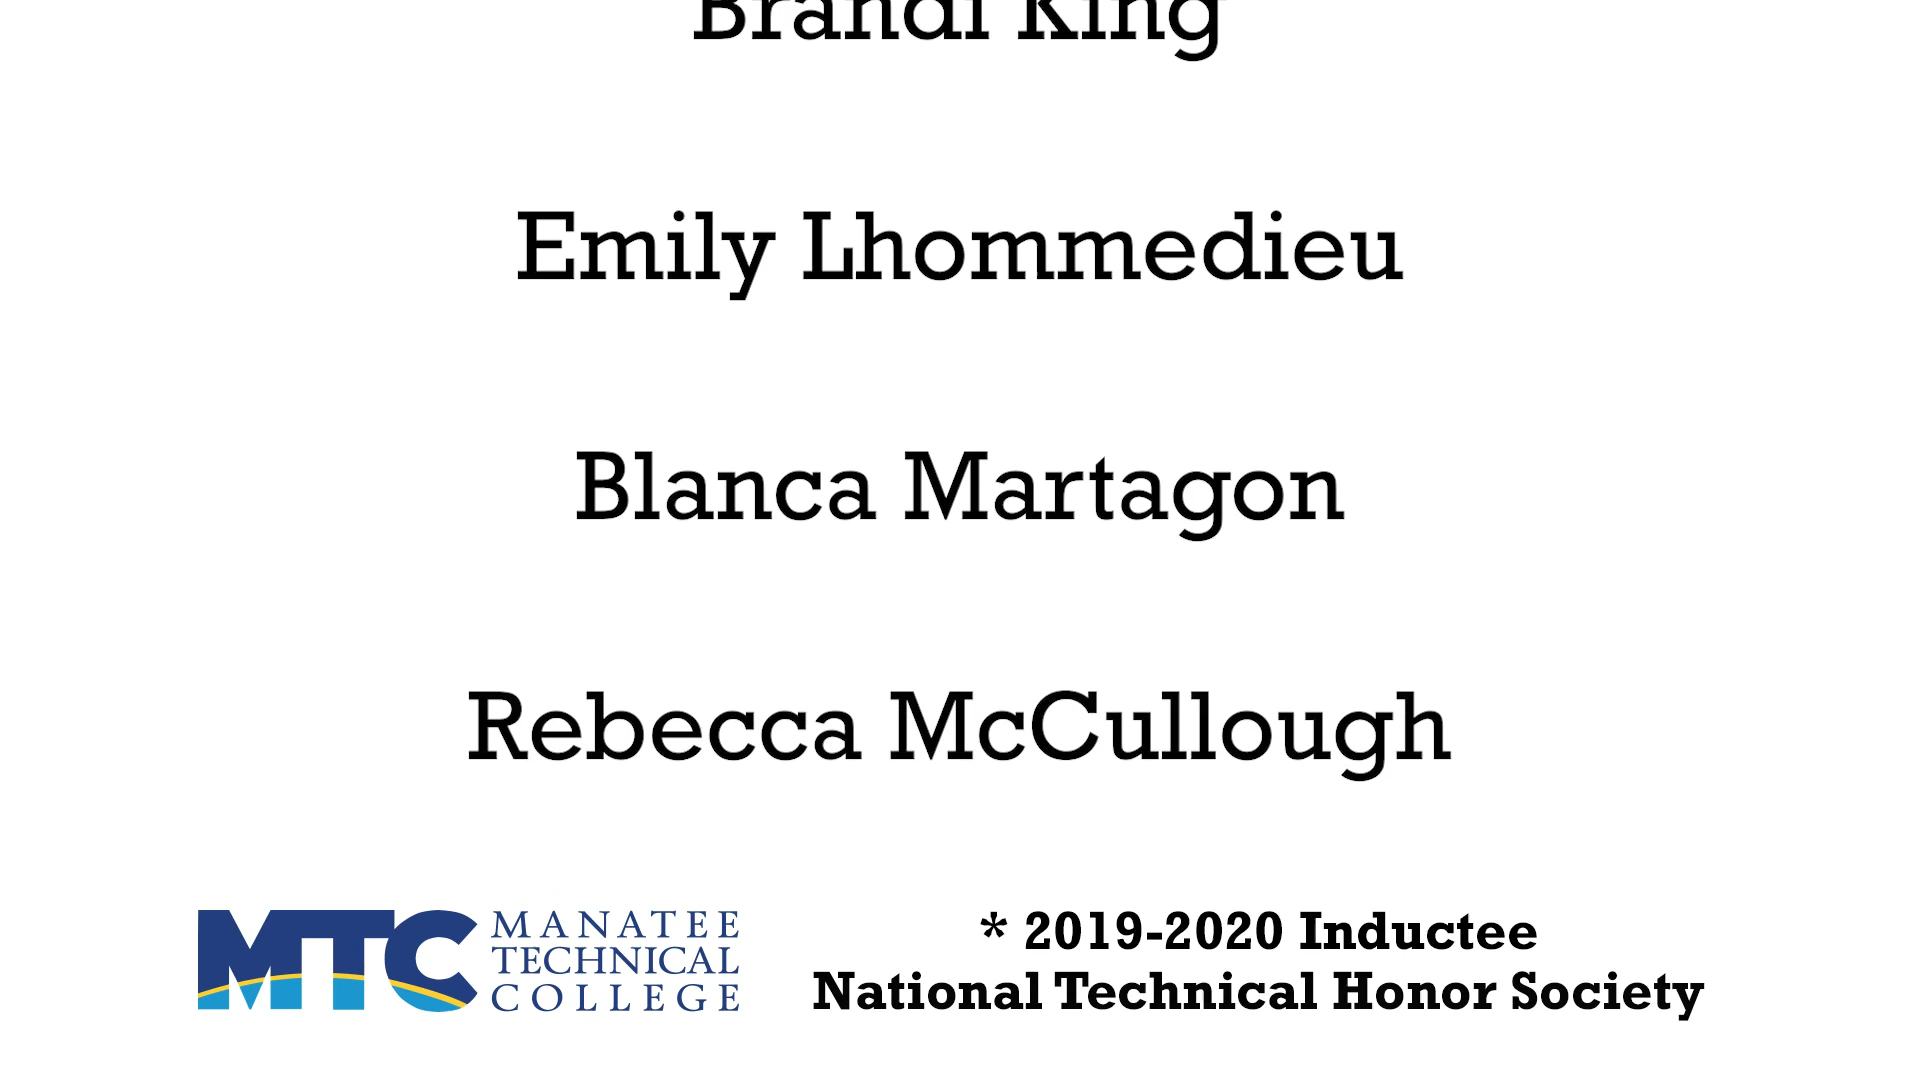 Brandi King
Emily Lhommedieu
Blanca Martagon
Rebecca McCullough
MTC MANATEE
TECHNICAL
COLLEGE
* 2019-2020 Inductee
National Technical Honor Society